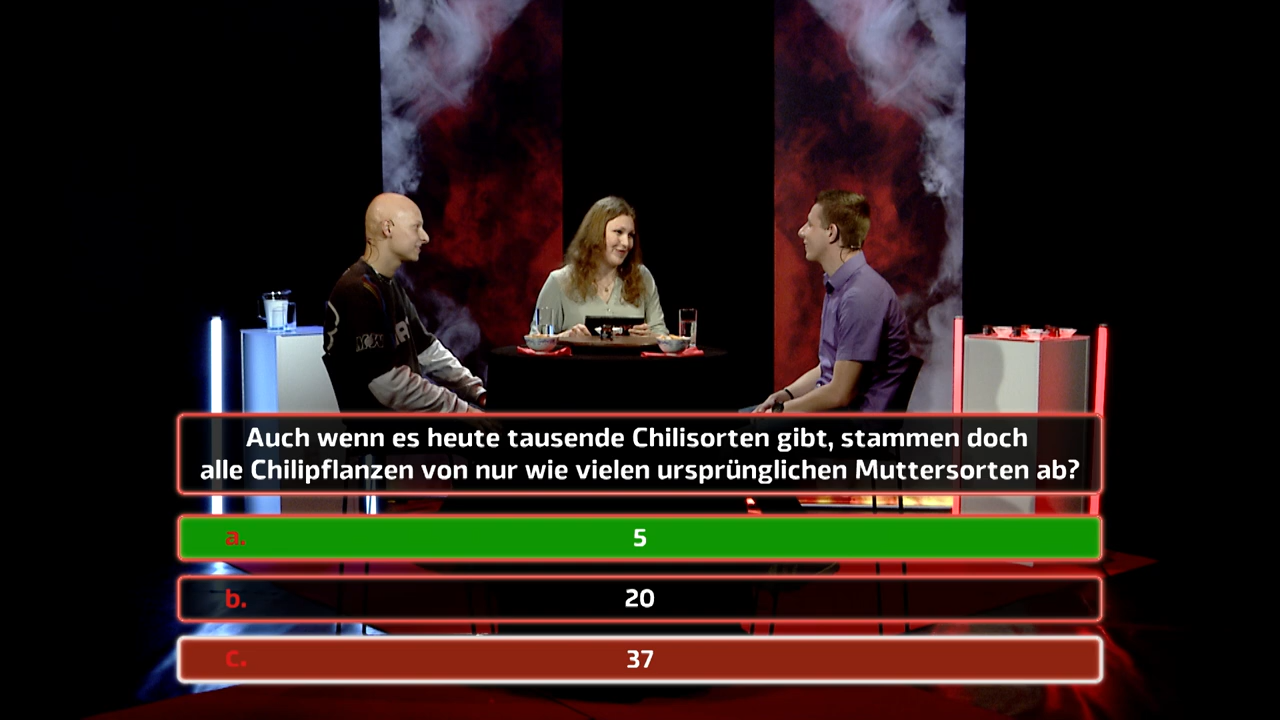 Auch wenn es heute tausende Chilisorten gibt, stammen doch
alle Chilipflanzen von nur wie vielen ursprünglichen Muttersorten ab?
a. 5
b. 20
c. 37